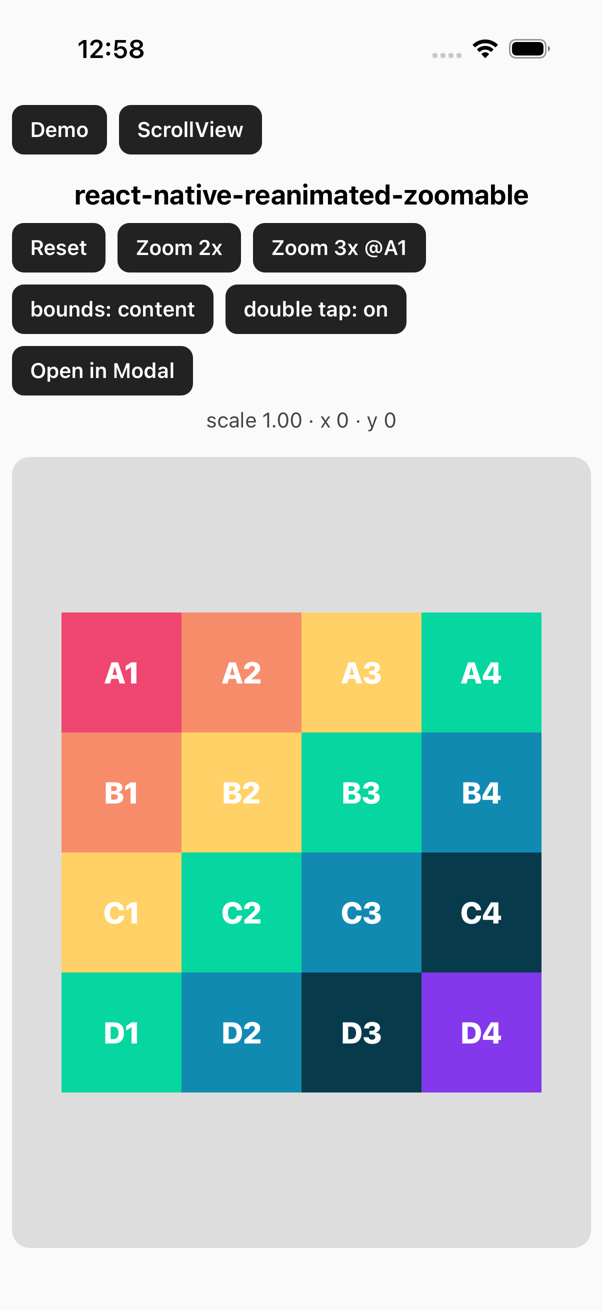 12:58
Demo ScrollView
react-native-reanimated-zoomable
Reset Zoom 2x Zoom 3x @A1
bounds: content double tap: on
Open in Modal
scale 1.00 · x 0 · y 0
A1 A2 A3 A4
B1 B2 B3 B4
C1 C2 C3 C4
D1 D2 D3 D4